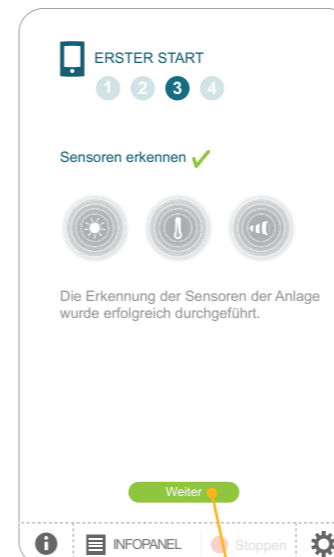 ERSTER START
1 2 3 4
Sensoren erkennen
Die Erkennung der Sensoren der Anlage
wurde erfolgreich durchgeführt.
Weiter
INFOPANEL Stoppen